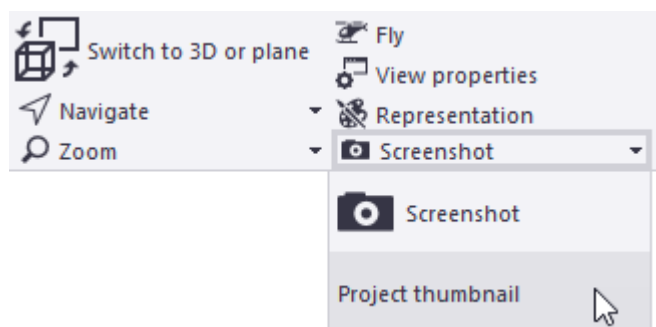 Switch to 3D or plane
Fly
View properties
Navigate
Representation
Zoom
Screenshot
Screenshot
Project thumbnail